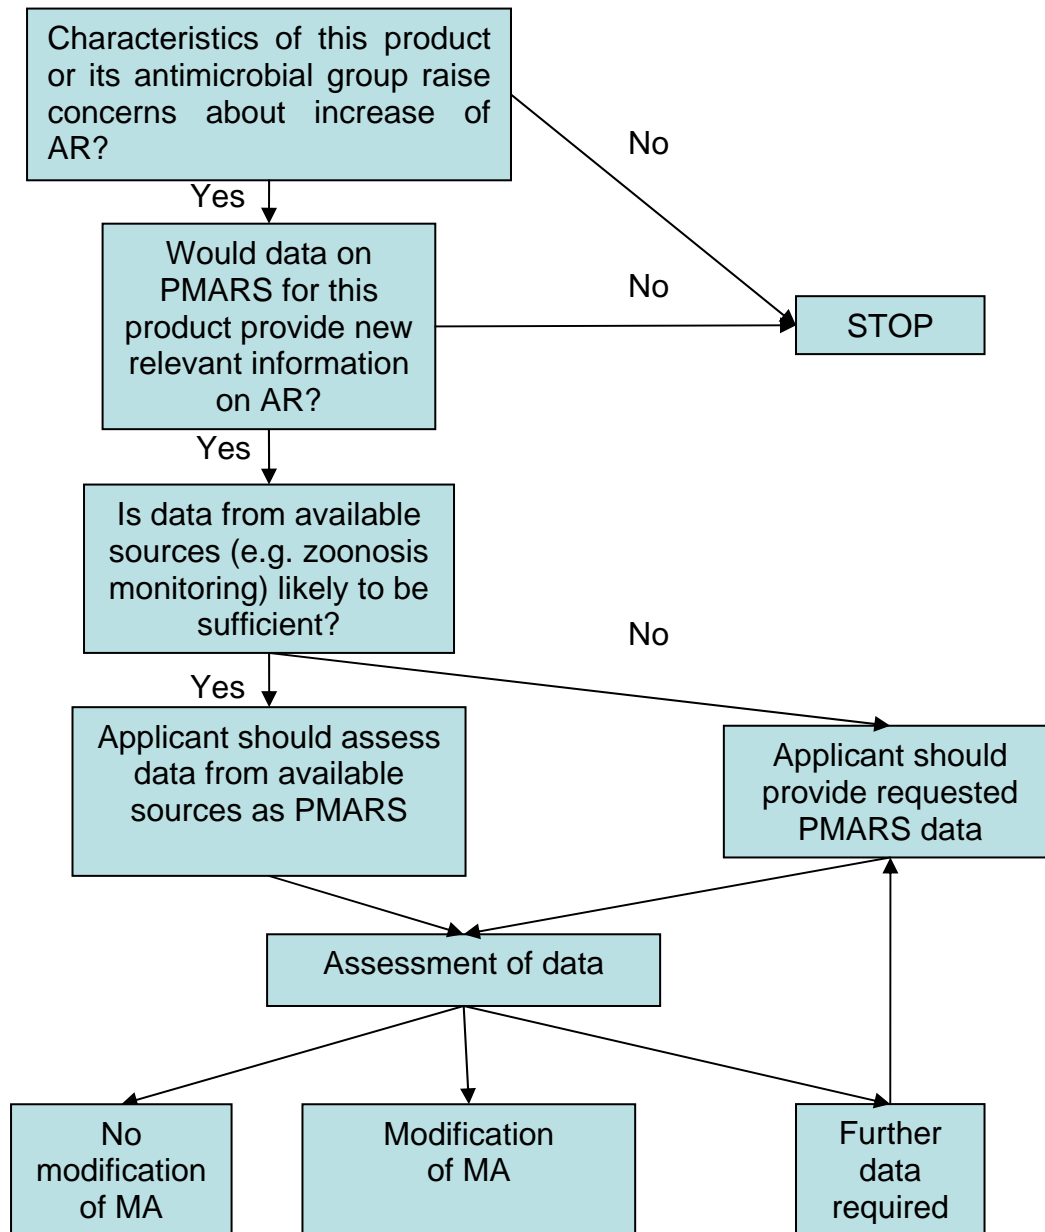 Characteristics of this product
or its antimicrobial group raise
concerns about increase of
AR?
No
Yes
Would data on
PMARS for this
product provide new
relevant information
on AR?
No
STOP
Yes
Is data from available
sources (e.g. zoonosis
monitoring) likely to be
sufficient?
No
Yes
Applicant should assess
data from available
sources as PMARS
Applicant should
provide requested
PMARS data
Assessment of data
No
modification
of MA
Modification
of MA
Further
data
required